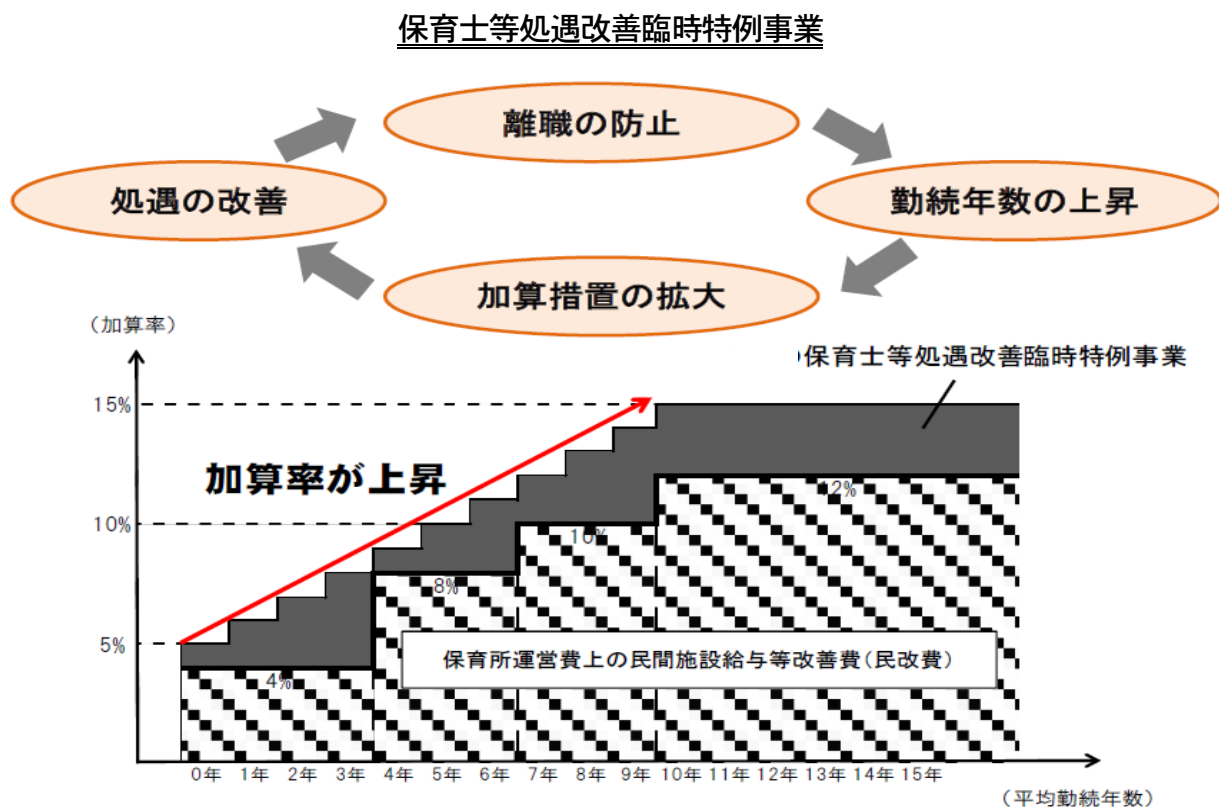 保育士等処遇改善臨時特例事業
離職の防止
処遇の改善
勤続年数の上昇
加算措置の拡大
（加算率）
保育士等処遇改善臨時特例事業
15%
加算率が上昇
12%
10%
10%
8%
5%
保育所運営費上の民間施設給与等改善費（民改費）
4%
0年 1年 2年 3年 4年 5年 6年 7年 8年 9年 10年 11年 12年 13年 14年 15年
（平均勤続年数）